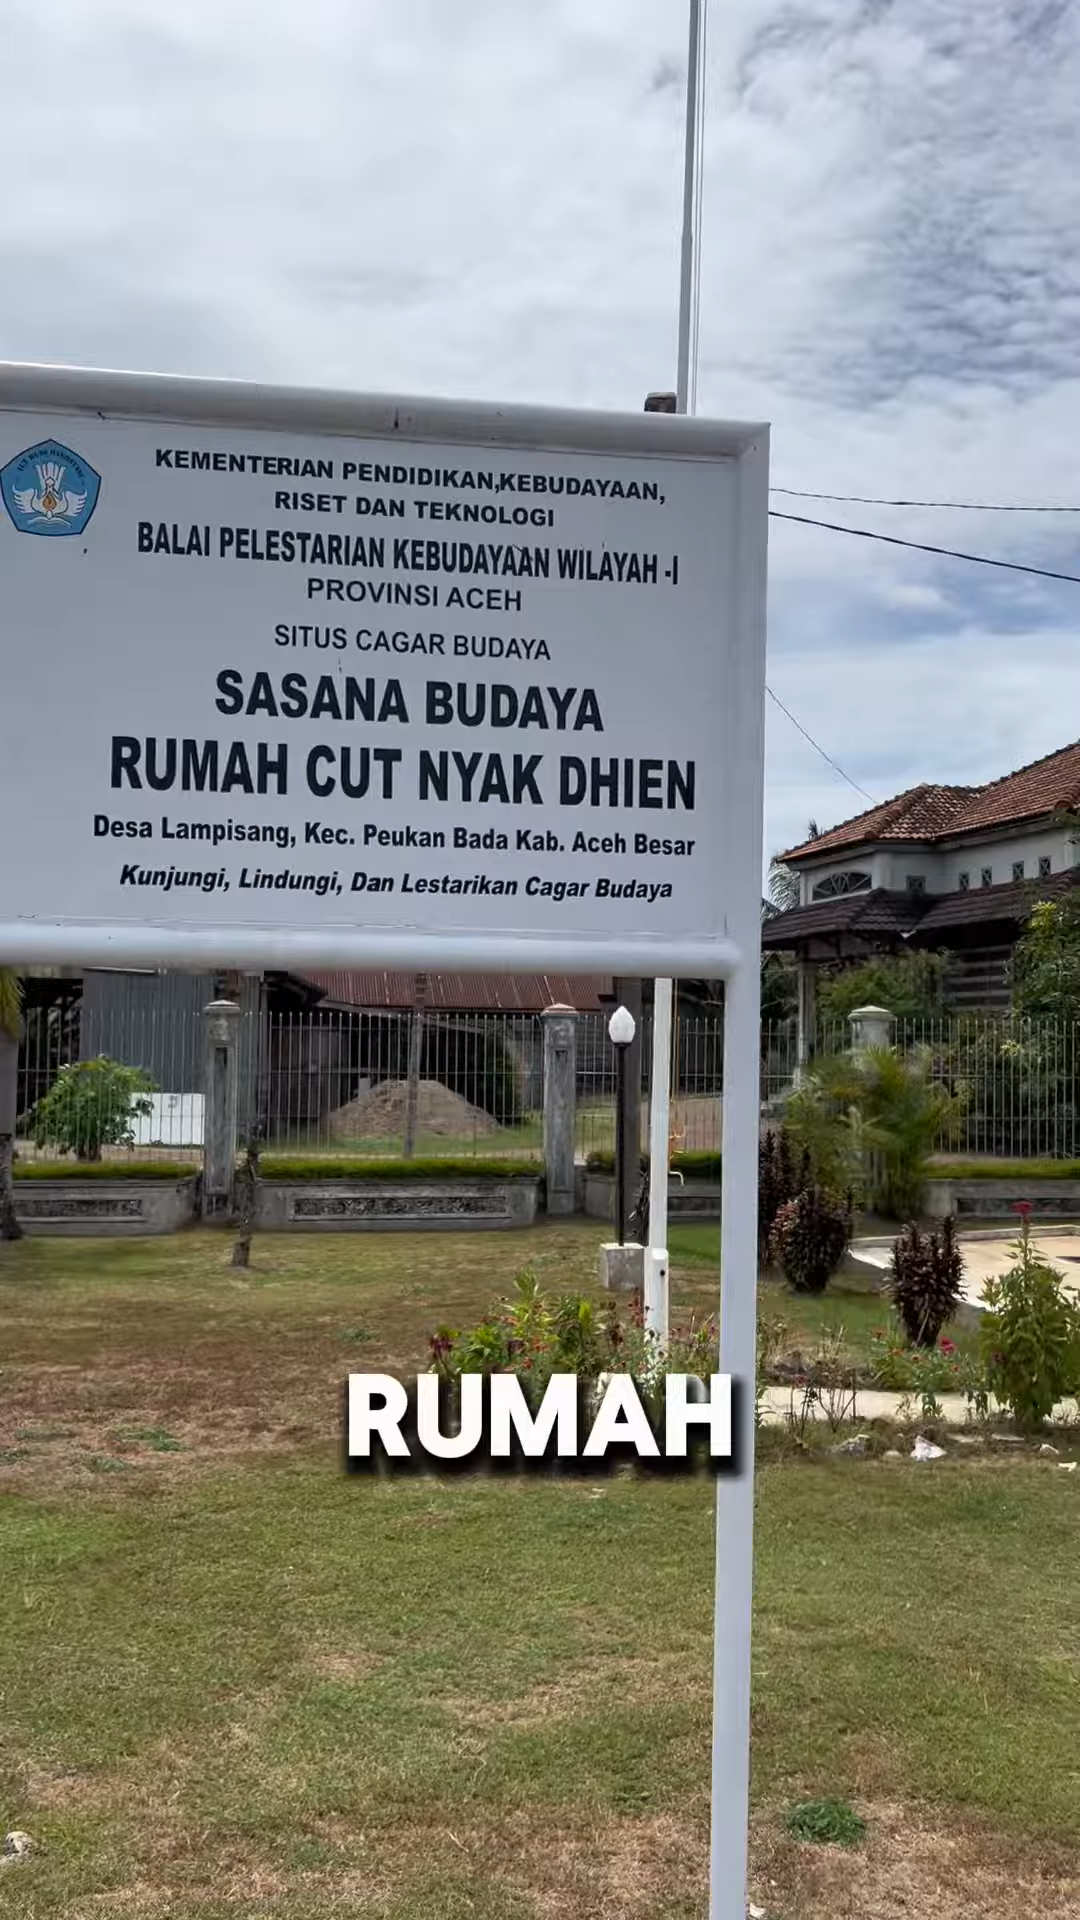 KEMENTERIAN PENDIDIKAN,KEBUDAYAAN,
RISET DAN TEKNOLOGI
BALAI PELESTARIAN KEBUDAYAAN WILAYAH -I
PROVINSI ACEH
SITUS CAGAR BUDAYA
SASANA BUDAYA
RUMAH CUT NYAK DHIEN
Desa Lampisang, Kec. Peukan Bada Kab. Aceh Besar
Kunjungi, Lindungi, Dan Lestarikan Cagar Budaya
RUMAH